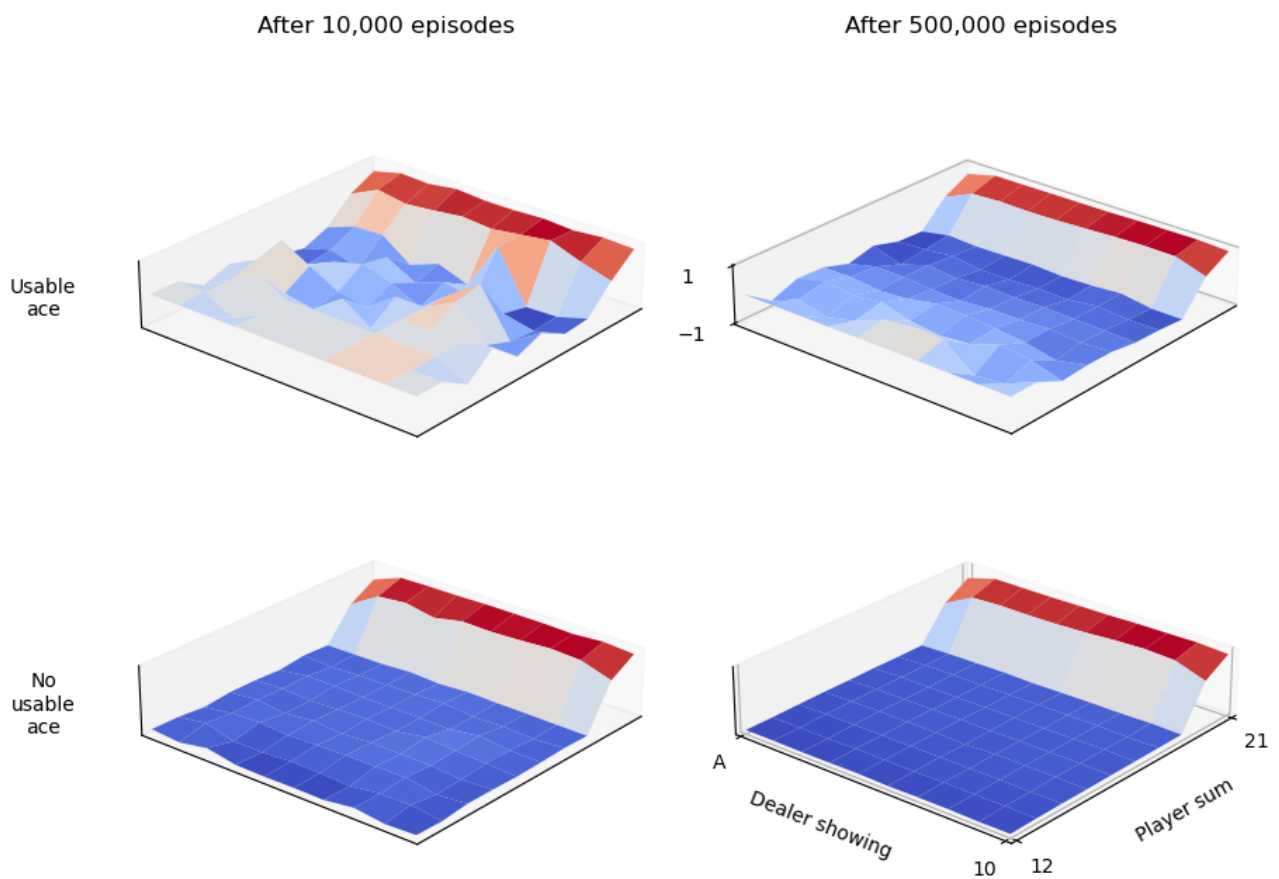 After 10,000 episodes
After 500,000 episodes
Usable
ace
1
−1
No
usable
ace
A
Dealer showing
10
12
Player sum
21